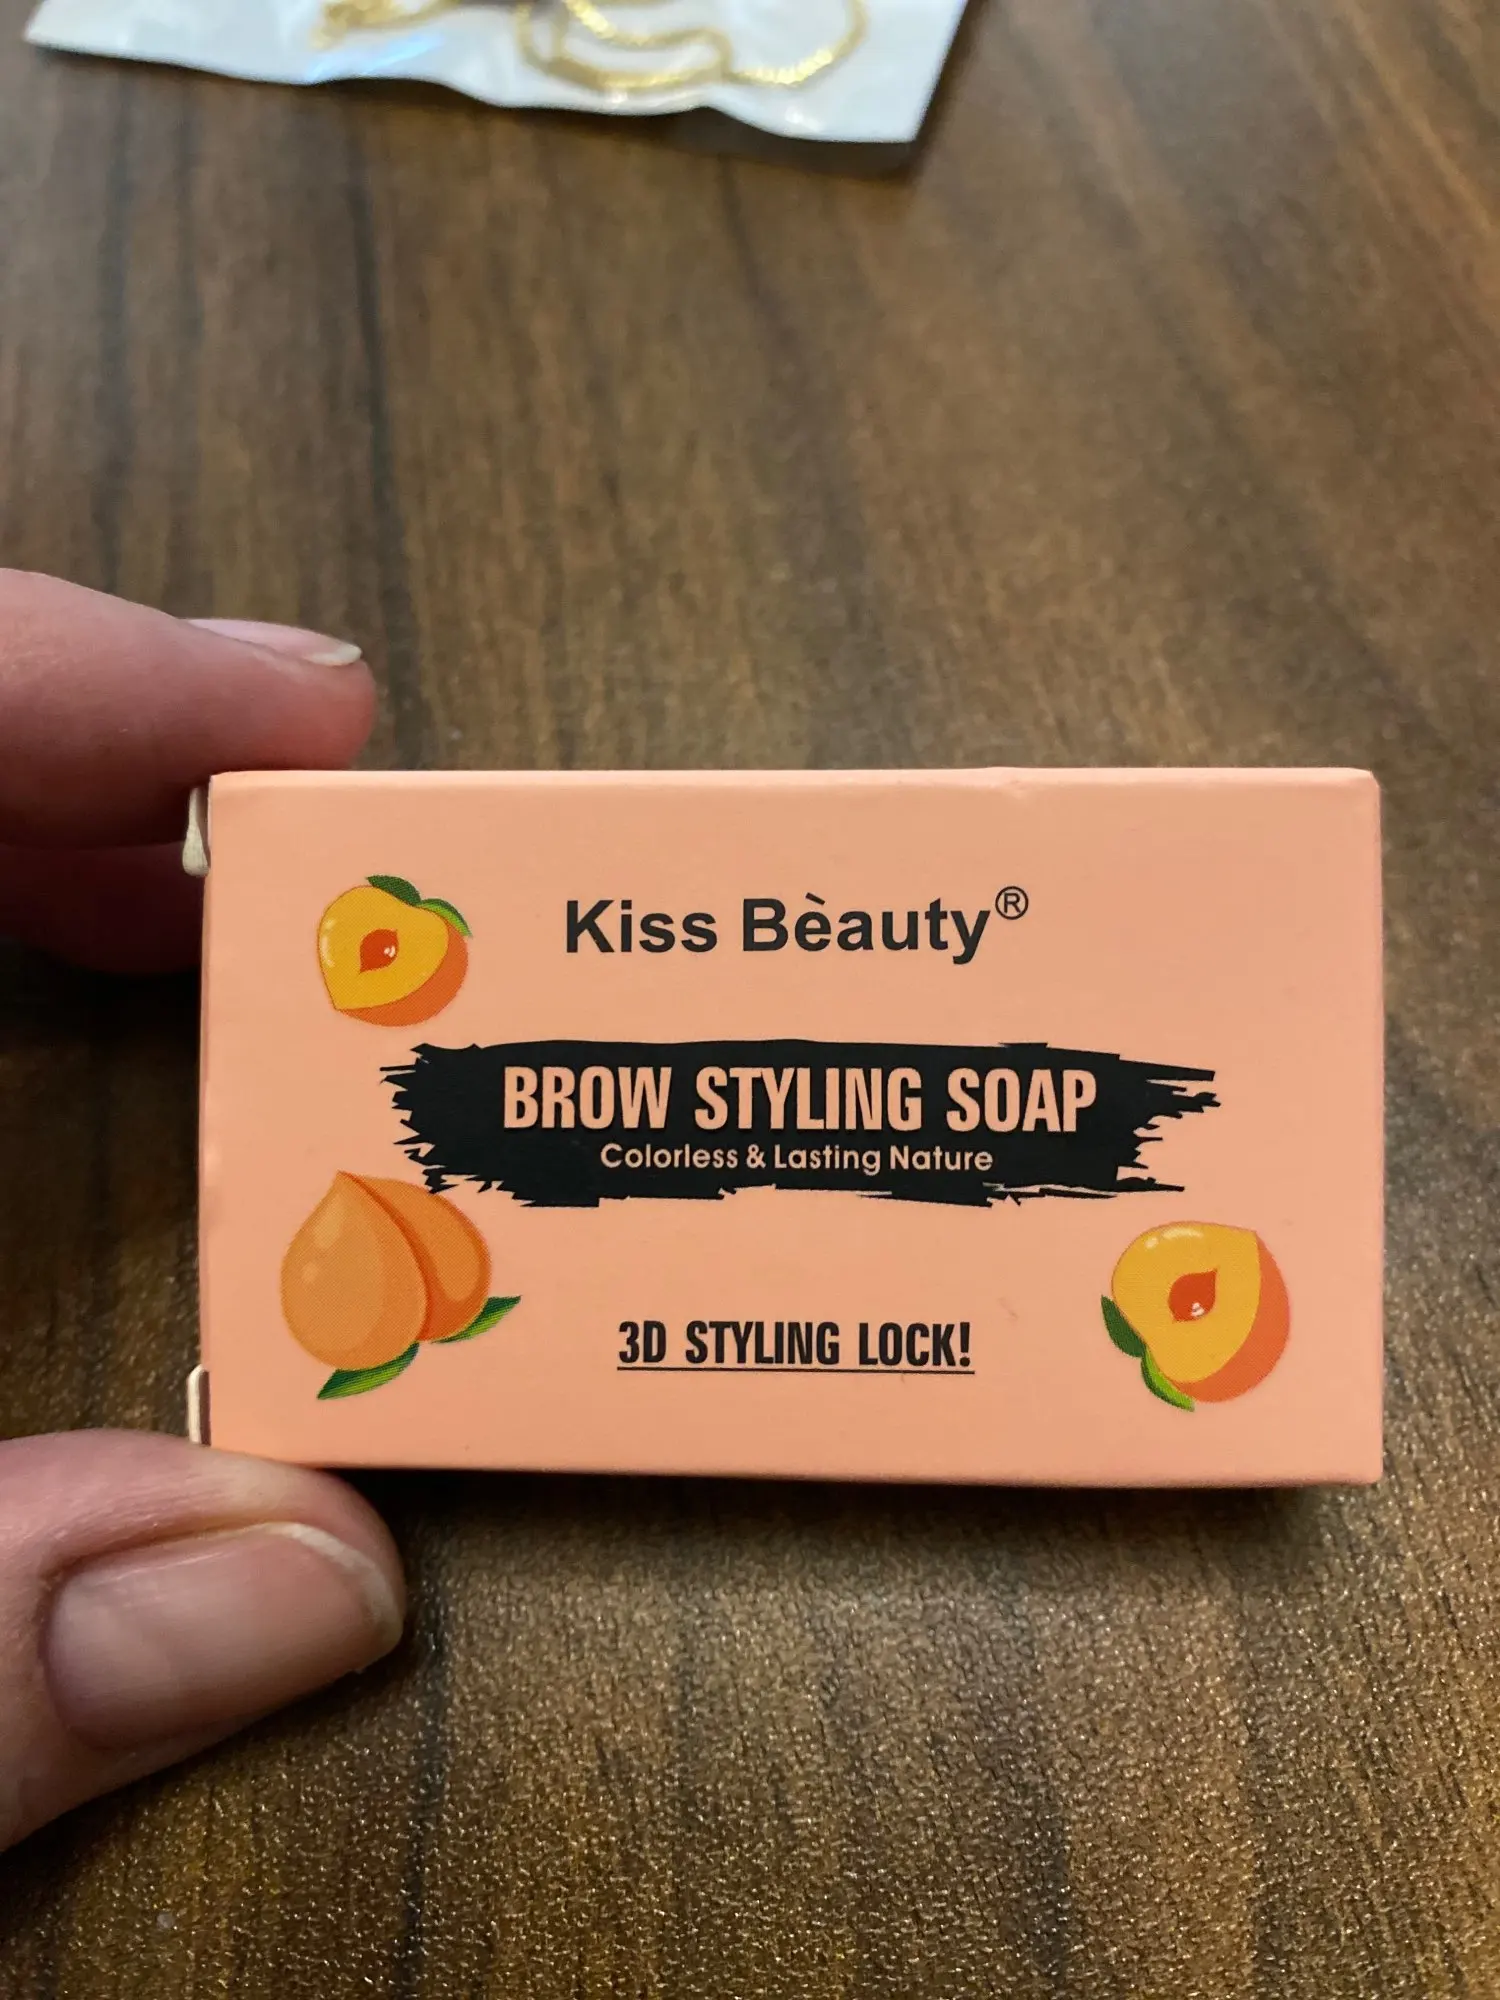 Kiss Bèauty®
BROW STYLING SOAP
Colorless & Lasting Nature
3D STYLING LOCK!